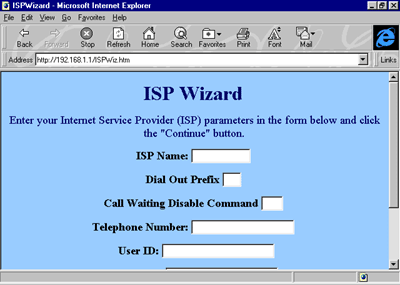 ISPWizard - Microsoft Internet Explorer
File Edit View Go Favorites Help
Back Forward Stop Refresh Home Search Favorites Print Font Mail
Address http://192.168.1.1/ISPWiz.htm Links
ISP Wizard
Enter your Internet Service Provider (ISP) parameters in the form below and click
the "Continue" button.
ISP Name:
Dial Out Prefix
Call Waiting Disable Command
Telephone Number:
User ID: